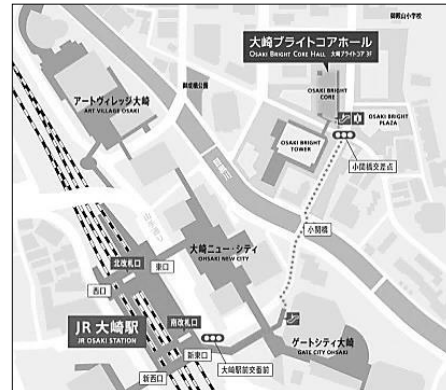 御殿山小学校
大崎ブライトコアホール
OSAKI BRIGHT CORE HALL 大崎ブライトコア 3F
アートヴィレッジ大崎
ART VILLAGE OSAKI
OSAKI BRIGHT
CORE
OSAKI BRIGHT
PLAZA
OSAKI BRIGHT
TOWER
小関橋交差点
目黒川
小関橋
山手通り
大崎ニュー・シティ
OHSAKI NEW CITY
北改札口
東口
西口
JR 大崎駅
JR OSAKI STATION
南改札口
新東口
大崎駅前交番前
ゲートシティ大崎
GATE CITY OHSAKI
新西口